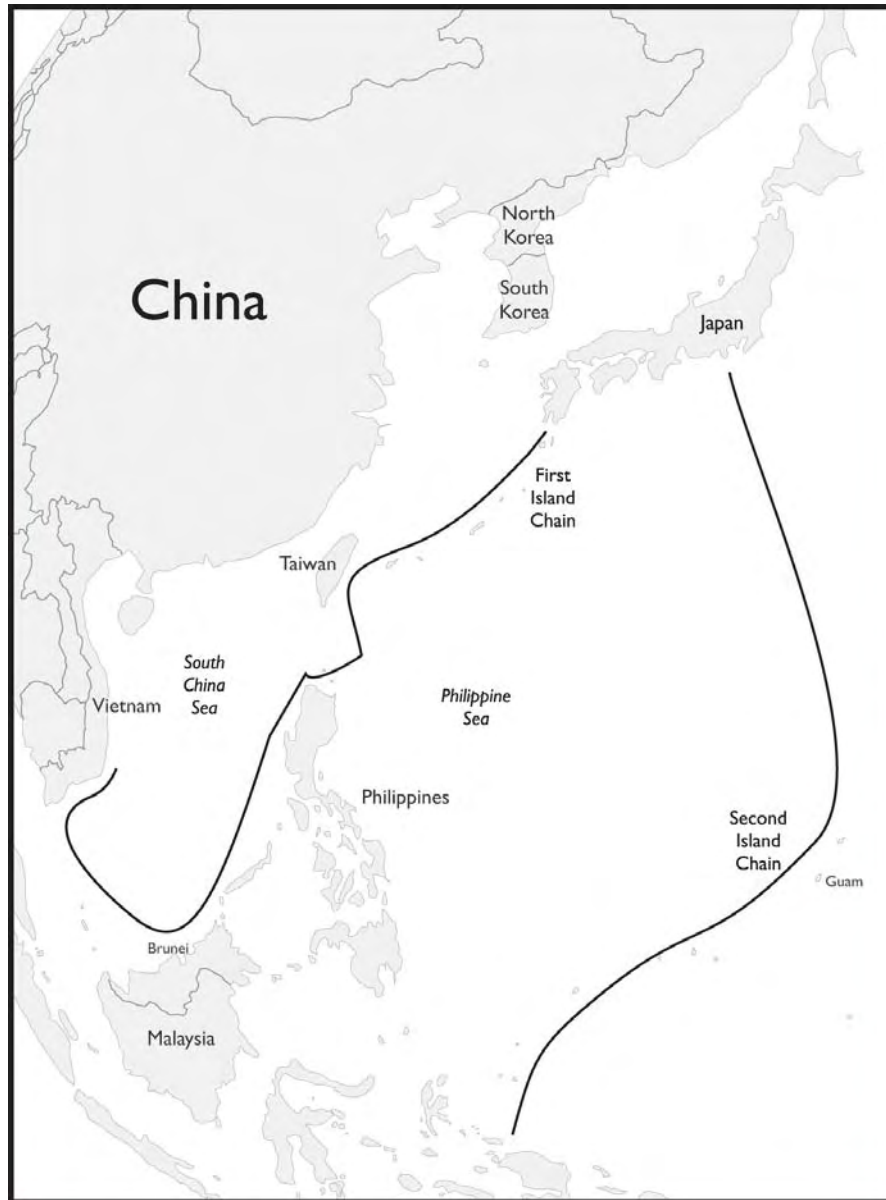 North
Korea
South
Korea
China
Japan
First
Island
Chain
Taiwan
South
China
Sea
Vietnam
Philippine
Sea
Philippines
Second
Island
Chain
Guam
Brunei
Malaysia